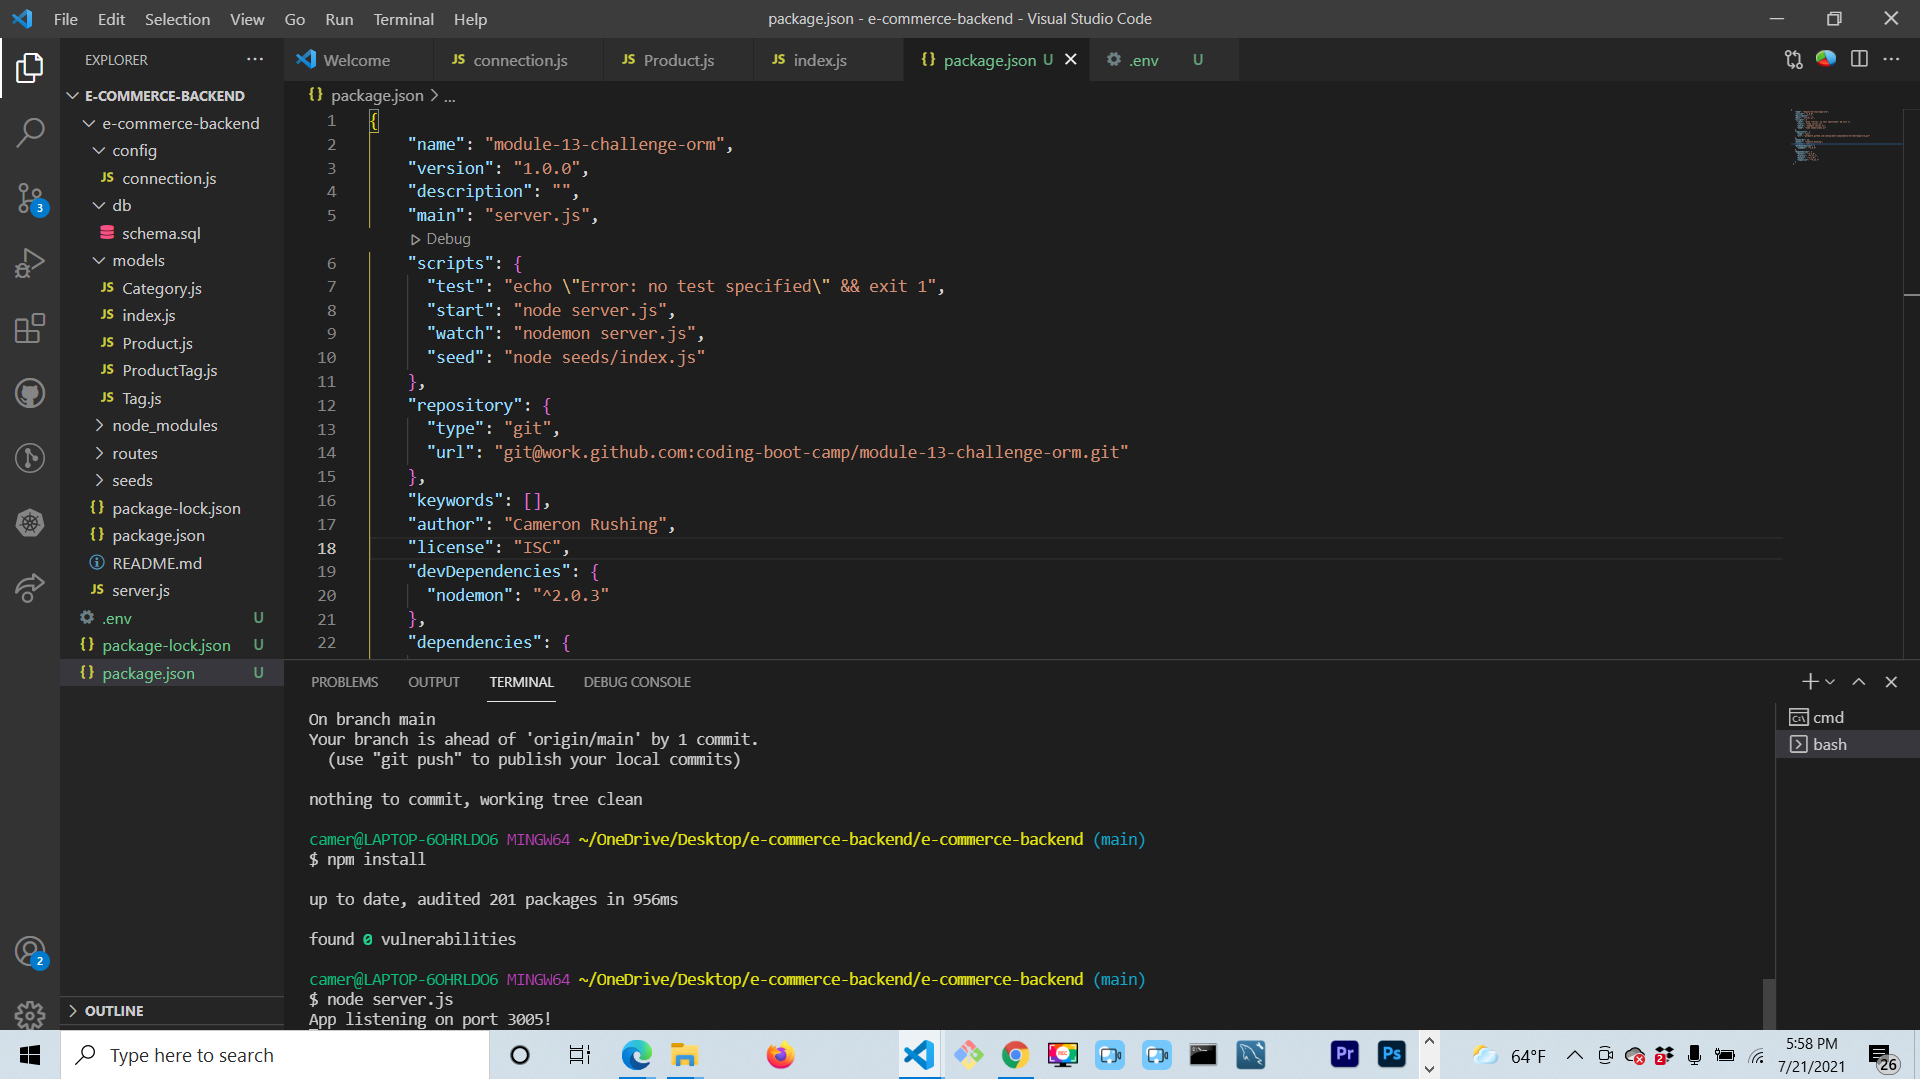 File Edit Selection View Go Run Terminal Help
package.json - e-commerce-backend - Visual Studio Code
EXPLORER
Welcome
JS connection.js
JS Product.js
JS index.js
{} package.json U
.env U
E-COMMERCE-BACKEND
e-commerce-backend
config
JS connection.js
db
schema.sql
models
JS Category.js
JS index.js
JS Product.js
JS ProductTag.js
JS Tag.js
node_modules
routes
seeds
{} package-lock.json
{} package.json
README.md
JS server.js
.env U
{} package-lock.json U
{} package.json U
OUTLINE
3
2
{} package.json > ...
1 {
2 "name": "module-13-challenge-orm",
3 "version": "1.0.0",
4 "description": "",
5 "main": "server.js",
Debug
6 "scripts": {
7 "test": "echo \"Error: no test specified\" && exit 1",
8 "start": "node server.js",
9 "watch": "nodemon server.js",
10 "seed": "node seeds/index.js"
11 },
12 "repository": {
13 "type": "git",
14 "url": "git@work.github.com:coding-boot-camp/module-13-challenge-orm.git"
15 },
16 "keywords": [],
17 "author": "Cameron Rushing",
18 "license": "ISC",
19 "devDependencies": {
20 "nodemon": "^2.0.3"
21 },
22 "dependencies": {
PROBLEMS OUTPUT TERMINAL DEBUG CONSOLE
cmd
bash
On branch main
Your branch is ahead of 'origin/main' by 1 commit.
(use "git push" to publish your local commits)
nothing to commit, working tree clean
camer@LAPTOP-6OHRLDO6 MINGW64 ~/OneDrive/Desktop/e-commerce-backend/e-commerce-backend (main)
$ npm install
up to date, audited 201 packages in 956ms
found 0 vulnerabilities
camer@LAPTOP-6OHRLDO6 MINGW64 ~/OneDrive/Desktop/e-commerce-backend/e-commerce-backend (main)
$ node server.js
App listening on port 3005!
Type here to search
Pr
Ps
64°F
2
5:58 PM
7/21/2021
26